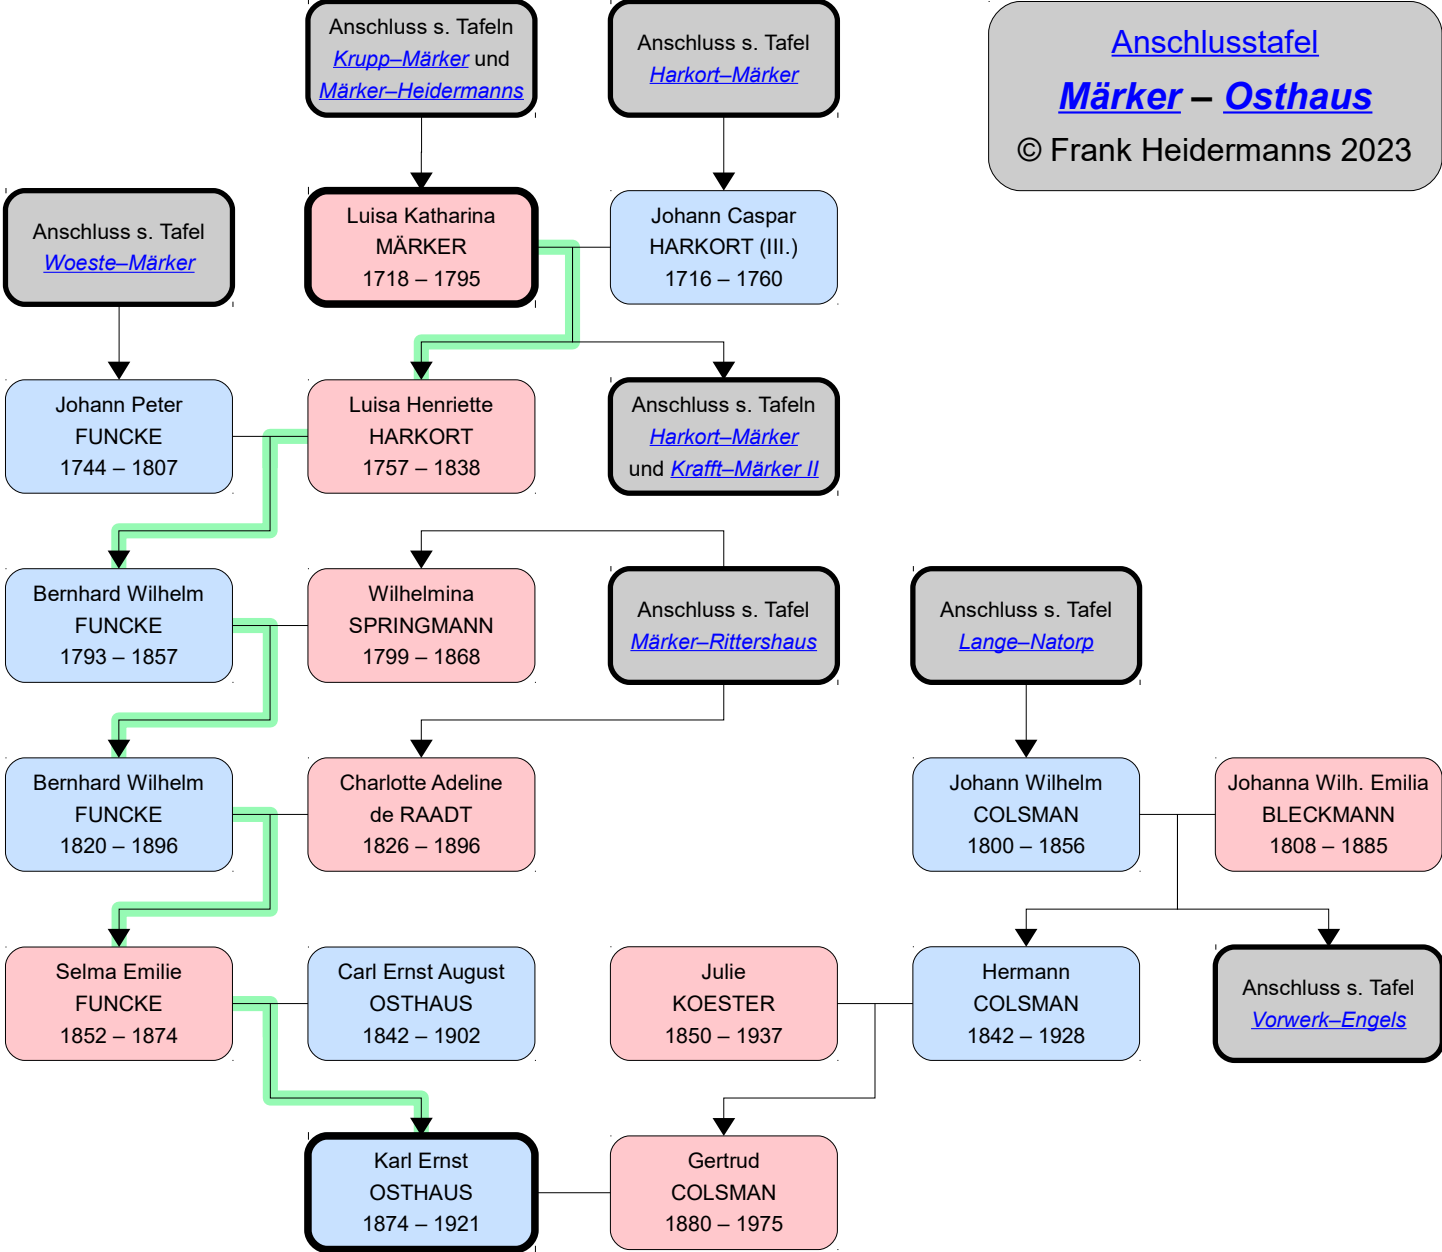 Anschluss s. Tafeln
Krupp–Märker und
Märker–Heidermanns
Anschluss s. Tafel
Harkort–Märker
Anschlusstafel
Märker – Osthaus
© Frank Heidermanns 2023
Anschluss s. Tafel
Woeste–Märker
Luisa Katharina
MÄRKER
1718 – 1795
Johann Caspar
HARKORT (III.)
1716 – 1760
Johann Peter
FUNCKE
1744 – 1807
Luisa Henriette
HARKORT
1757 – 1838
Anschluss s. Tafeln
Harkort–Märker
und Krafft–Märker II
Bernhard Wilhelm
FUNCKE
1793 – 1857
Wilhelmina
SPRINGMANN
1799 – 1868
Anschluss s. Tafel
Märker–Rittershaus
Anschluss s. Tafel
Lange–Natorp
Bernhard Wilhelm
FUNCKE
1820 – 1896
Charlotte Adeline
de RAADT
1826 – 1896
Johann Wilhelm
COLSMAN
1800 – 1856
Johanna Wilh. Emilia
BLECKMANN
1808 – 1885
Selma Emilie
FUNCKE
1852 – 1874
Carl Ernst August
OSTHAUS
1842 – 1902
Julie
KOESTER
1850 – 1937
Hermann
COLSMAN
1842 – 1928
Anschluss s. Tafel
Vorwerk–Engels
Karl Ernst
OSTHAUS
1874 – 1921
Gertrud
COLSMAN
1880 – 1975